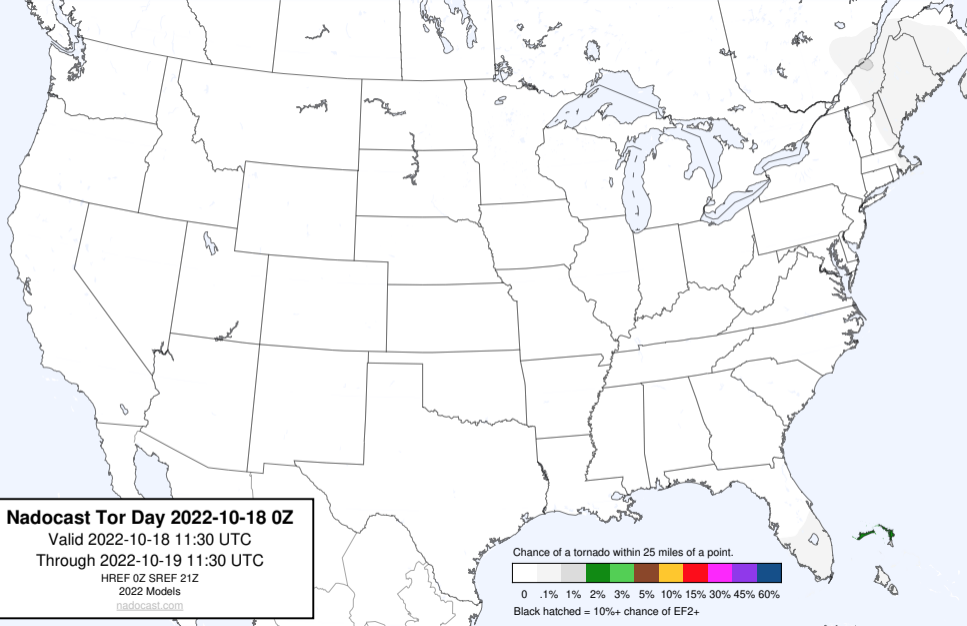 Nadocast Tor Day 2022-10-18 0Z
Valid 2022-10-18 11:30 UTC
Through 2022-10-19 11:30 UTC
HREF 0Z SREF 21Z
2022 Models
nadocast.com
Chance of a tornado within 25 miles of a point.
0 .1% 1% 2% 3% 5% 10% 15% 30% 45% 60%
Black hatched = 10%+ chance of EF2+